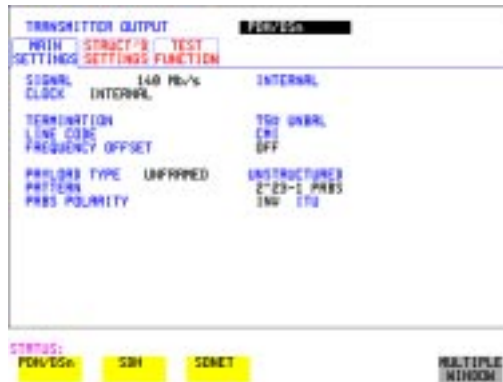 TRANSMITTER OUTPUT PDH/DSn
MAIN SETTINGS STRUCT'D SETTINGS TEST FUNCTION
SIGNAL 140 Mb/s INTERNAL
CLOCK INTERNAL
TERMINATION 75Ω UNBAL
LINE CODE CMI
FREQUENCY OFFSET OFF
PAYLOAD TYPE UNFRAMED UNSTRUCTURED
PATTERN 2^23-1 PRBS
PRBS POLARITY INV ITU
STATUS:
PDH/DSn SDH SONET MULTIPLE WINDOW